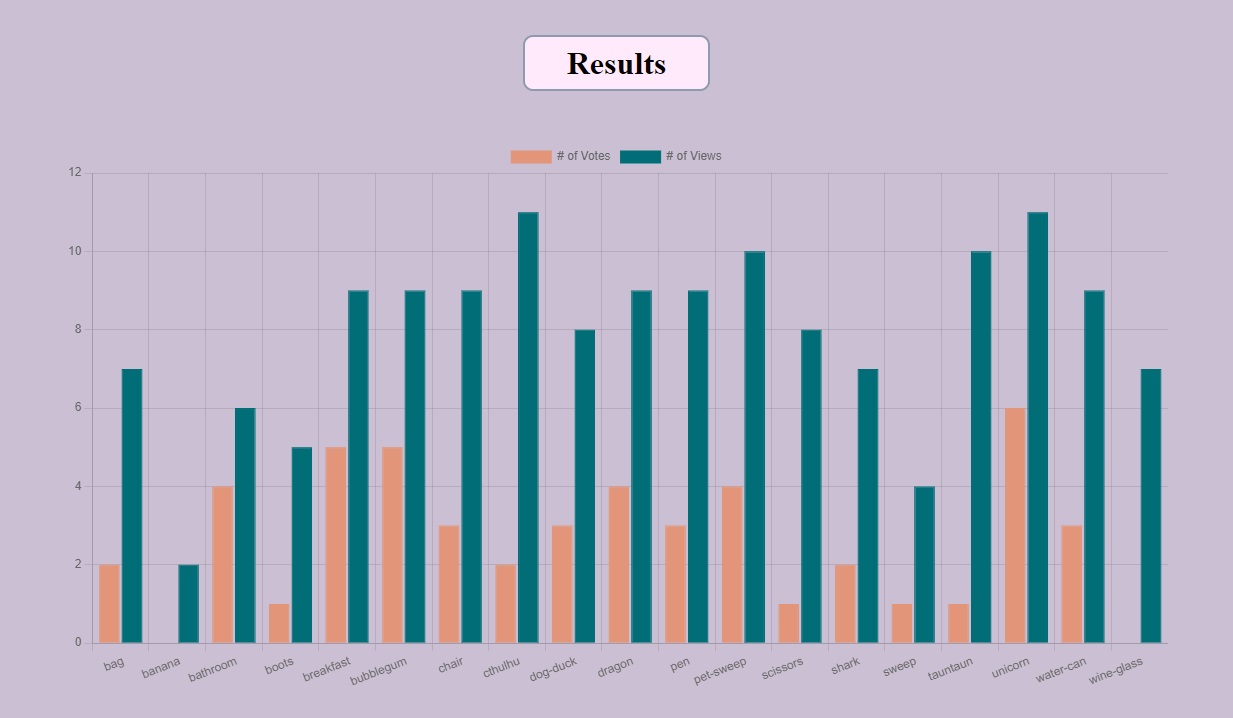 Results
# of Votes # of Views
12
10
8
6
4
2
0
bag banana bathroom boots breakfast bubblegum chair cthulhu dog-duck dragon pen pet-sweep scissors shark sweep tauntaun unicorn water-can wine-glass